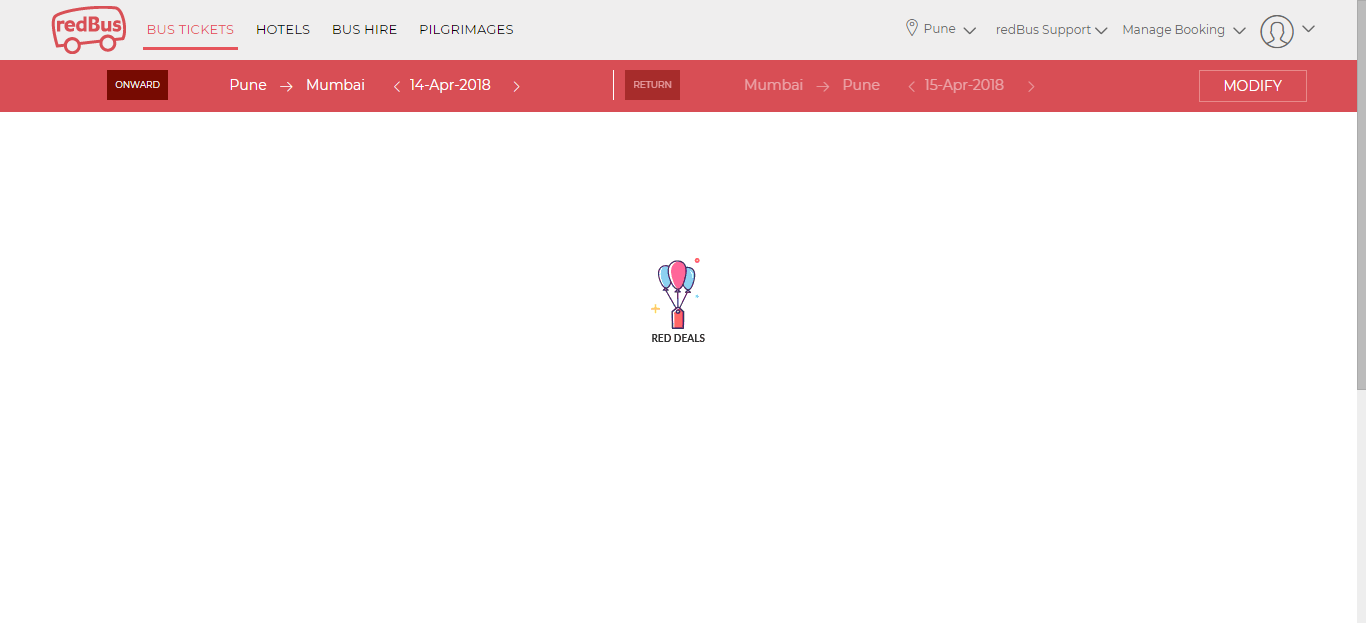 redBus BUS TICKETS HOTELS BUS HIRE PILGRIMAGES Pune redBus Support Manage Booking
ONWARD Pune → Mumbai < 14-Apr-2018 > RETURN Mumbai → Pune < 15-Apr-2018 > MODIFY
RED DEALS